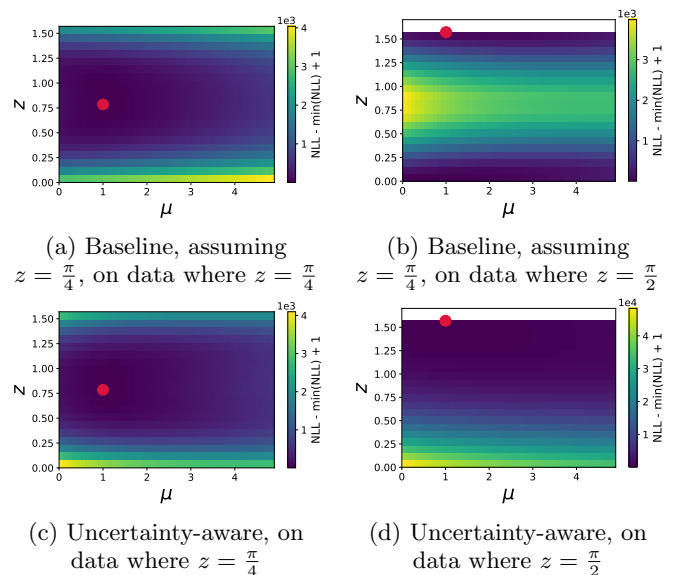 1e3
1.50
1.25
1.00
0.75
0.50
0.25
0.00
z
0 1 2 3 4
μ
4
3
2
1
NLL - min(NLL) + 1
(a) Baseline, assuming
z = π/4, on data where z = π/4
1e3
1.50
1.25
1.00
0.75
0.50
0.25
0.00
z
0 1 2 3 4
μ
3
2
1
NLL - min(NLL) + 1
(b) Baseline, assuming
z = π/4, on data where z = π/2
1e3
1.50
1.25
1.00
0.75
0.50
0.25
0.00
z
0 1 2 3 4
μ
4
3
2
1
NLL - min(NLL) + 1
(c) Uncertainty-aware, on
data where z = π/4
1e4
1.50
1.25
1.00
0.75
0.50
0.25
0.00
z
0 1 2 3 4
μ
4
3
2
1
NLL - min(NLL) + 1
(d) Uncertainty-aware, on
data where z = π/2